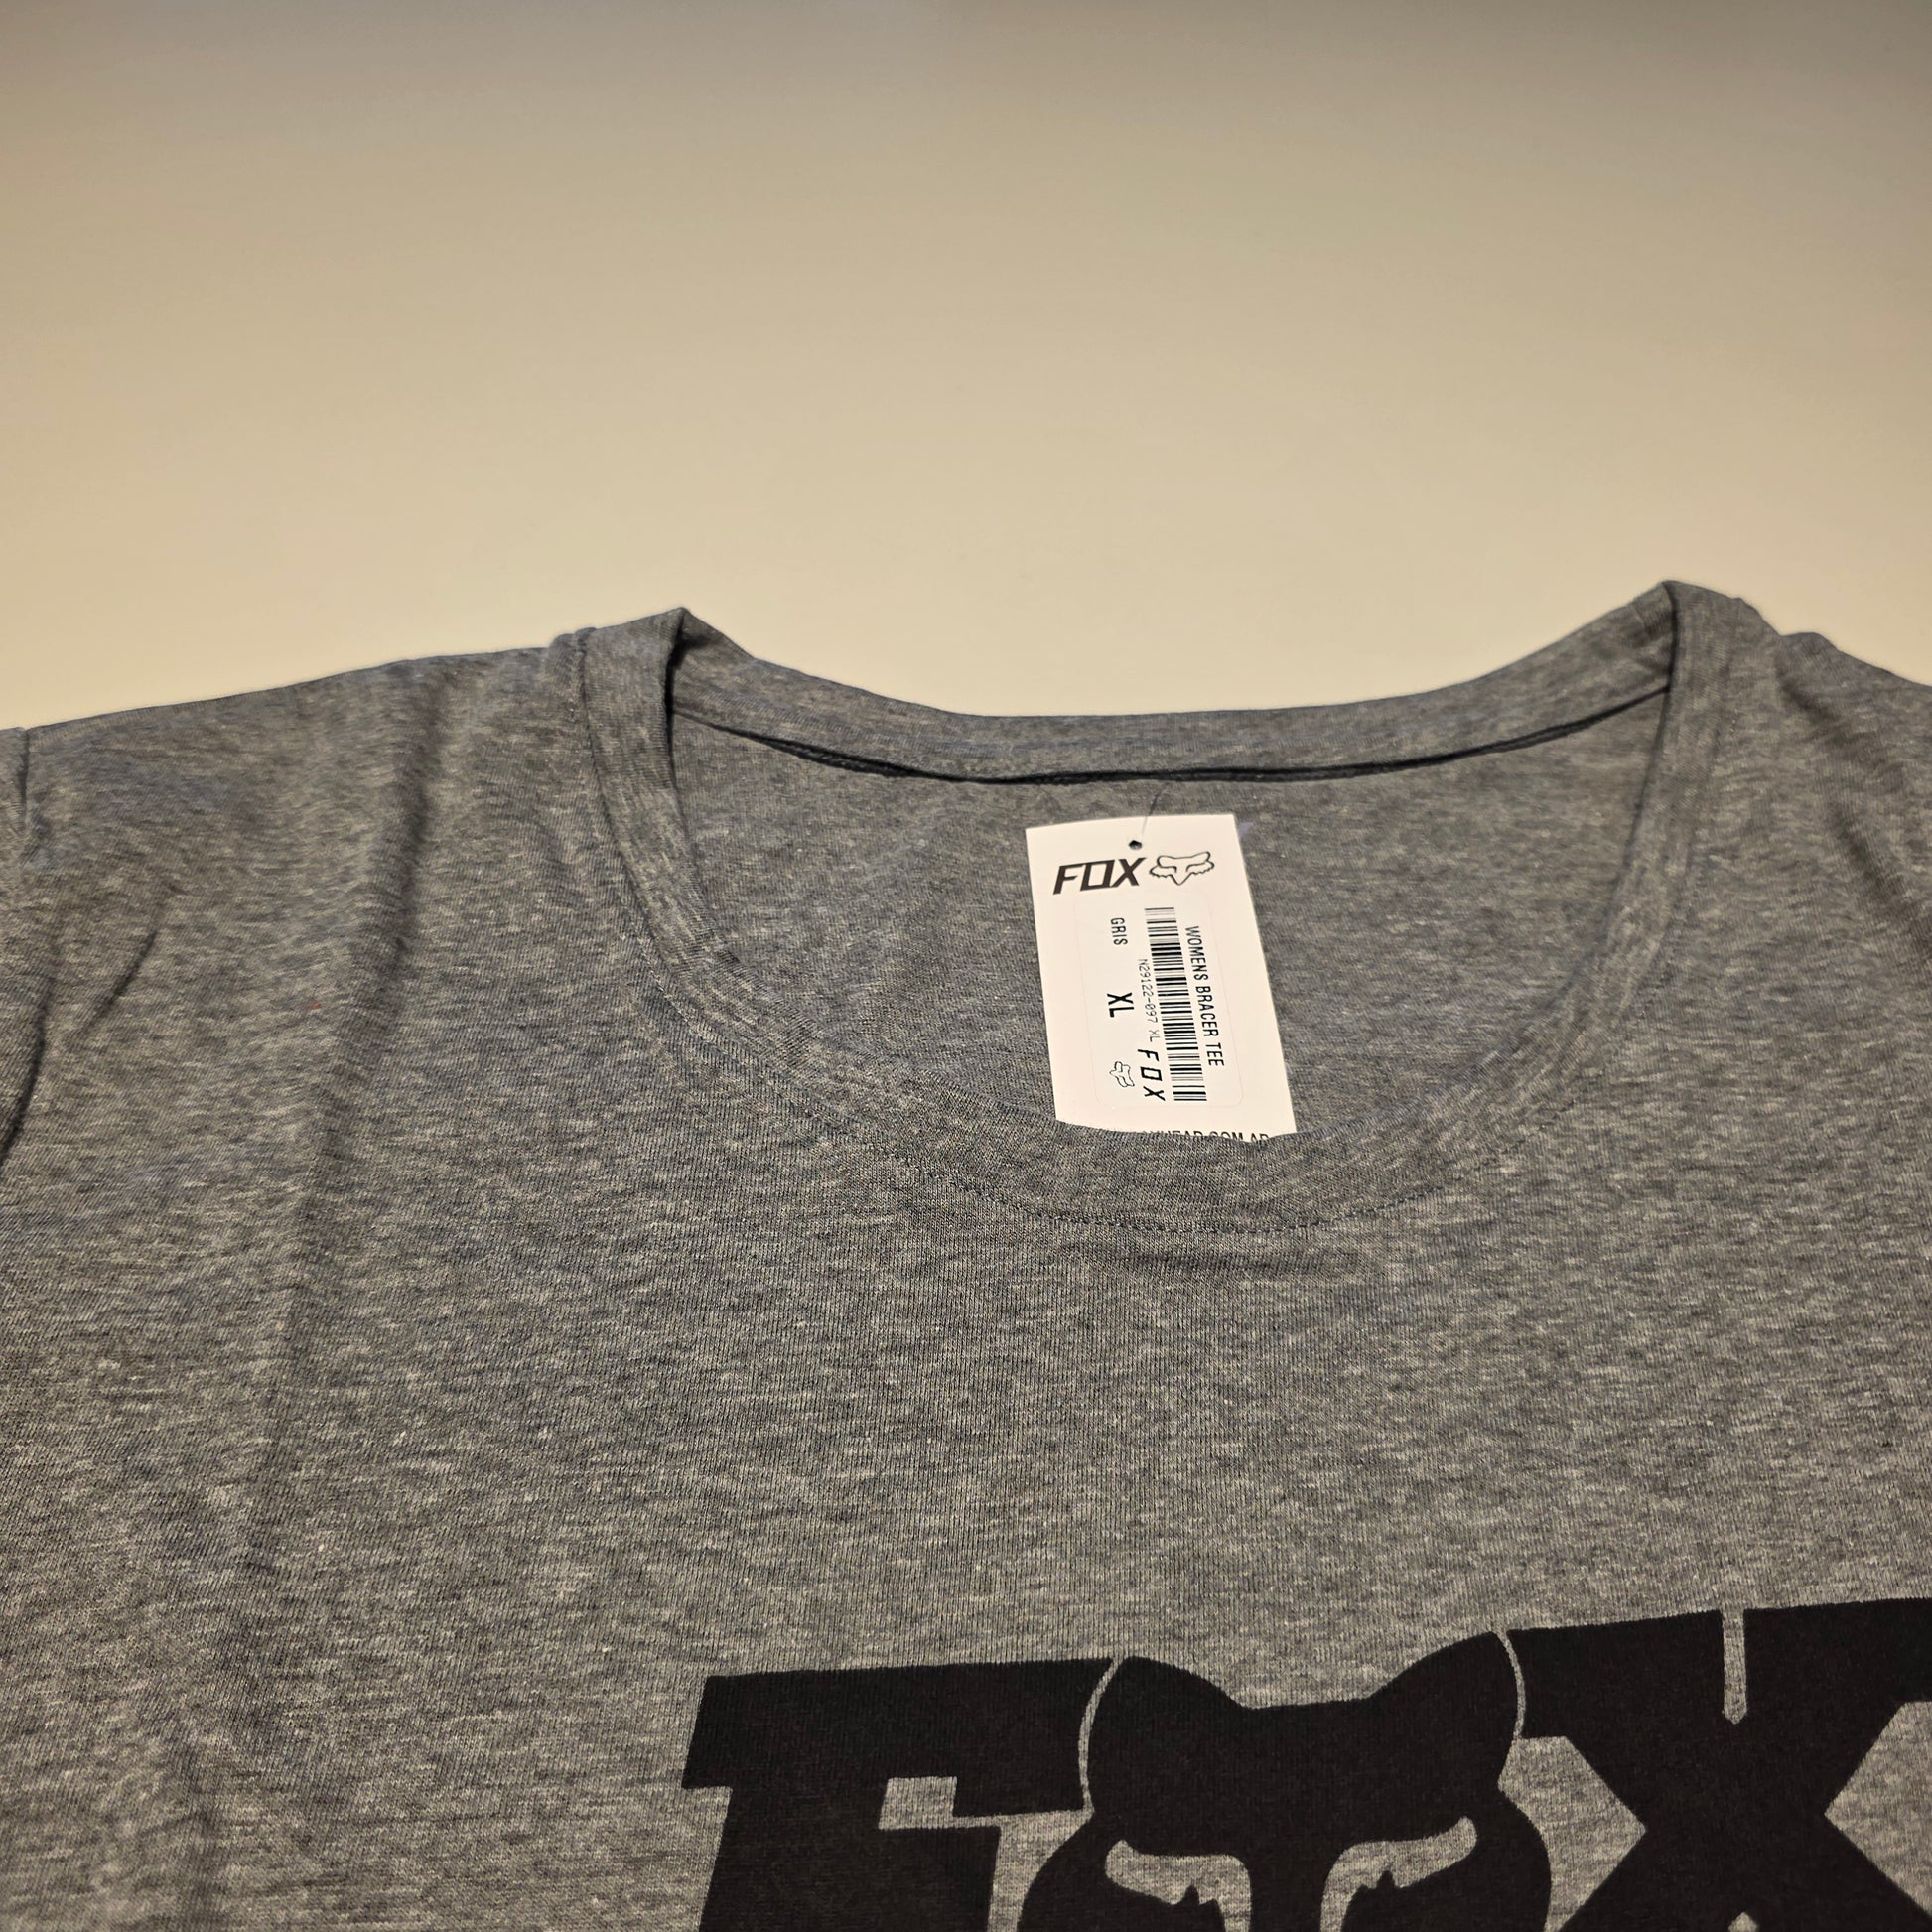 FOX
WOMENS BRACER TEE
N29122-097 XL
FOX
GRIS XL
FOX